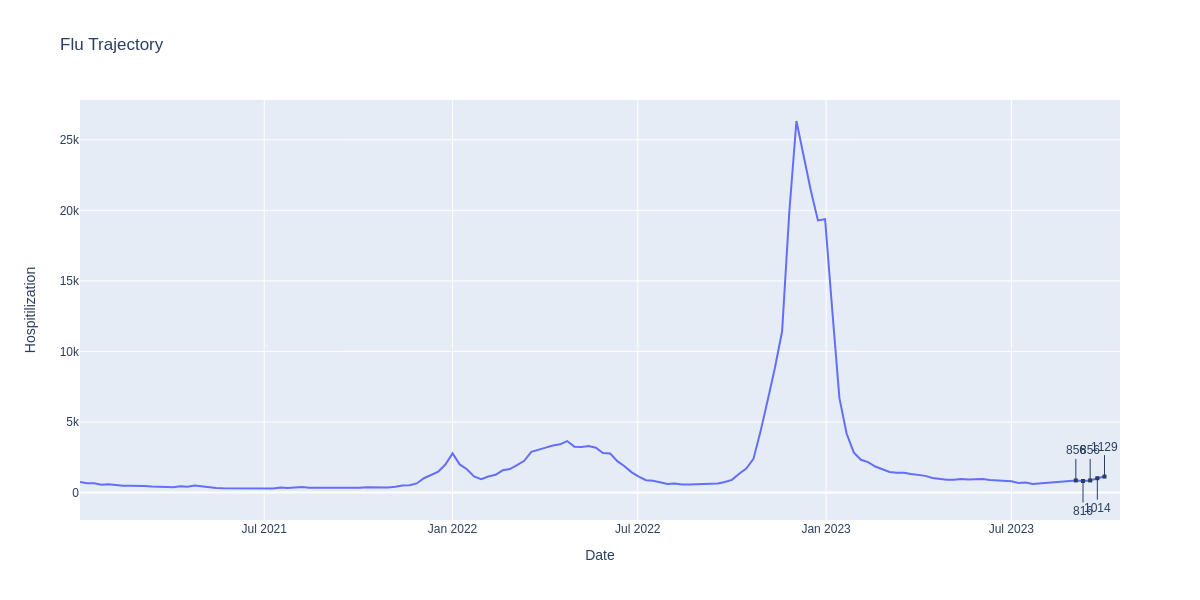 Flu Trajectory
Hospitilization
25k
20k
15k
10k
5k
0
1129
1014
Jul 2021
Jan 2022
Jul 2022
Jan 2023
Jul 2023
Date